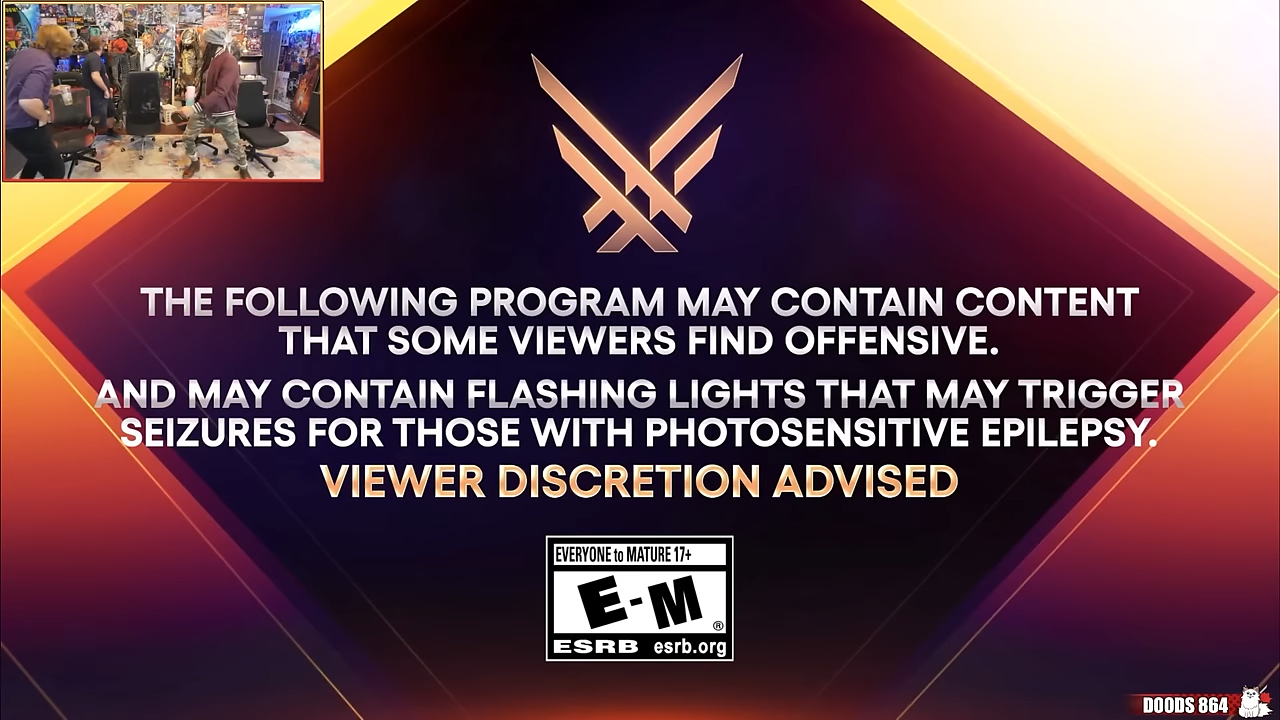 THE FOLLOWING PROGRAM MAY CONTAIN CONTENT
THAT SOME VIEWERS FIND OFFENSIVE.
AND MAY CONTAIN FLASHING LIGHTS THAT MAY TRIGGER
SEIZURES FOR THOSE WITH PHOTOSENSITIVE EPILEPSY.
VIEWER DISCRETION ADVISED
EVERYONE to MATURE 17+
E-M
®
ESRB esrb.org
DOODS 864